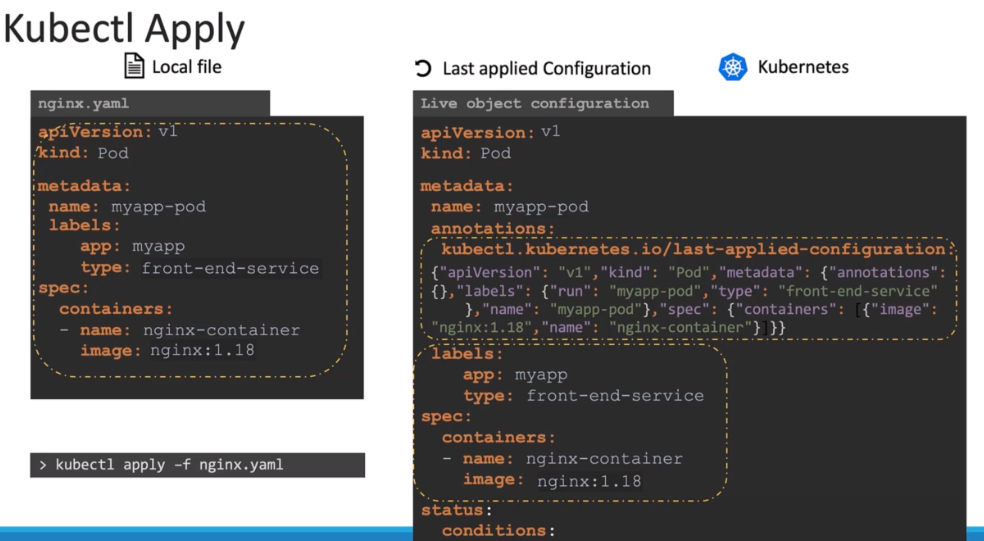 Kubectl Apply
Local file
Last applied Configuration
Kubernetes
nginx.yaml
apiVersion: v1
kind: Pod
metadata:
name: myapp-pod
labels:
app: myapp
type: front-end-service
spec:
containers:
- name: nginx-container
image: nginx:1.18
> kubectl apply –f nginx.yaml
Live object configuration
apiVersion: v1
kind: Pod
metadata:
name: myapp-pod
annotations:
kubectl.kubernetes.io/last-applied-configuration:
{"apiVersion": "v1","kind": "Pod","metadata": {"annotations":
{},"labels": {"run": "myapp-pod","type": "front-end-service"
},"name": "myapp-pod"},"spec": {"containers": [{"image":
"nginx:1.18","name": "nginx-container"}]}}
labels:
app: myapp
type: front-end-service
spec:
containers:
- name: nginx-container
image: nginx:1.18
status:
conditions: